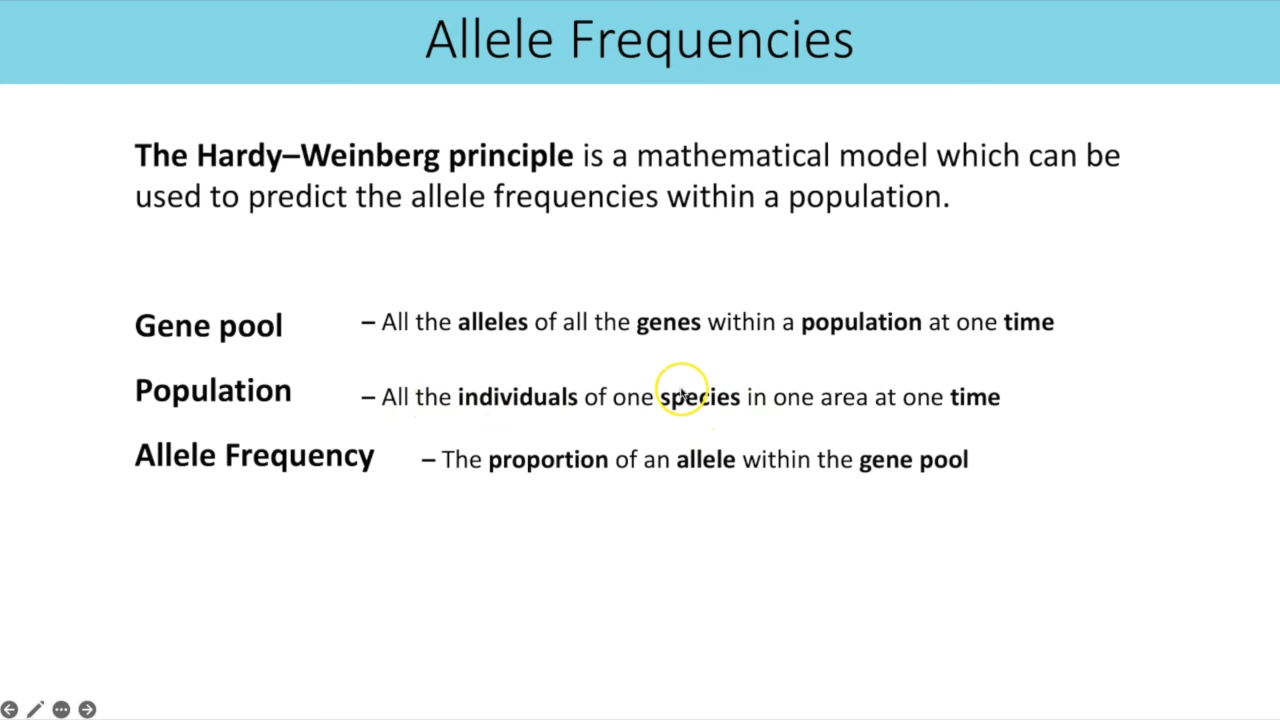 Allele Frequencies
The Hardy–Weinberg principle is a mathematical model which can be
used to predict the allele frequencies within a population.
Gene pool – All the alleles of all the genes within a population at one time
Population – All the individuals of one species in one area at one time
Allele Frequency – The proportion of an allele within the gene pool